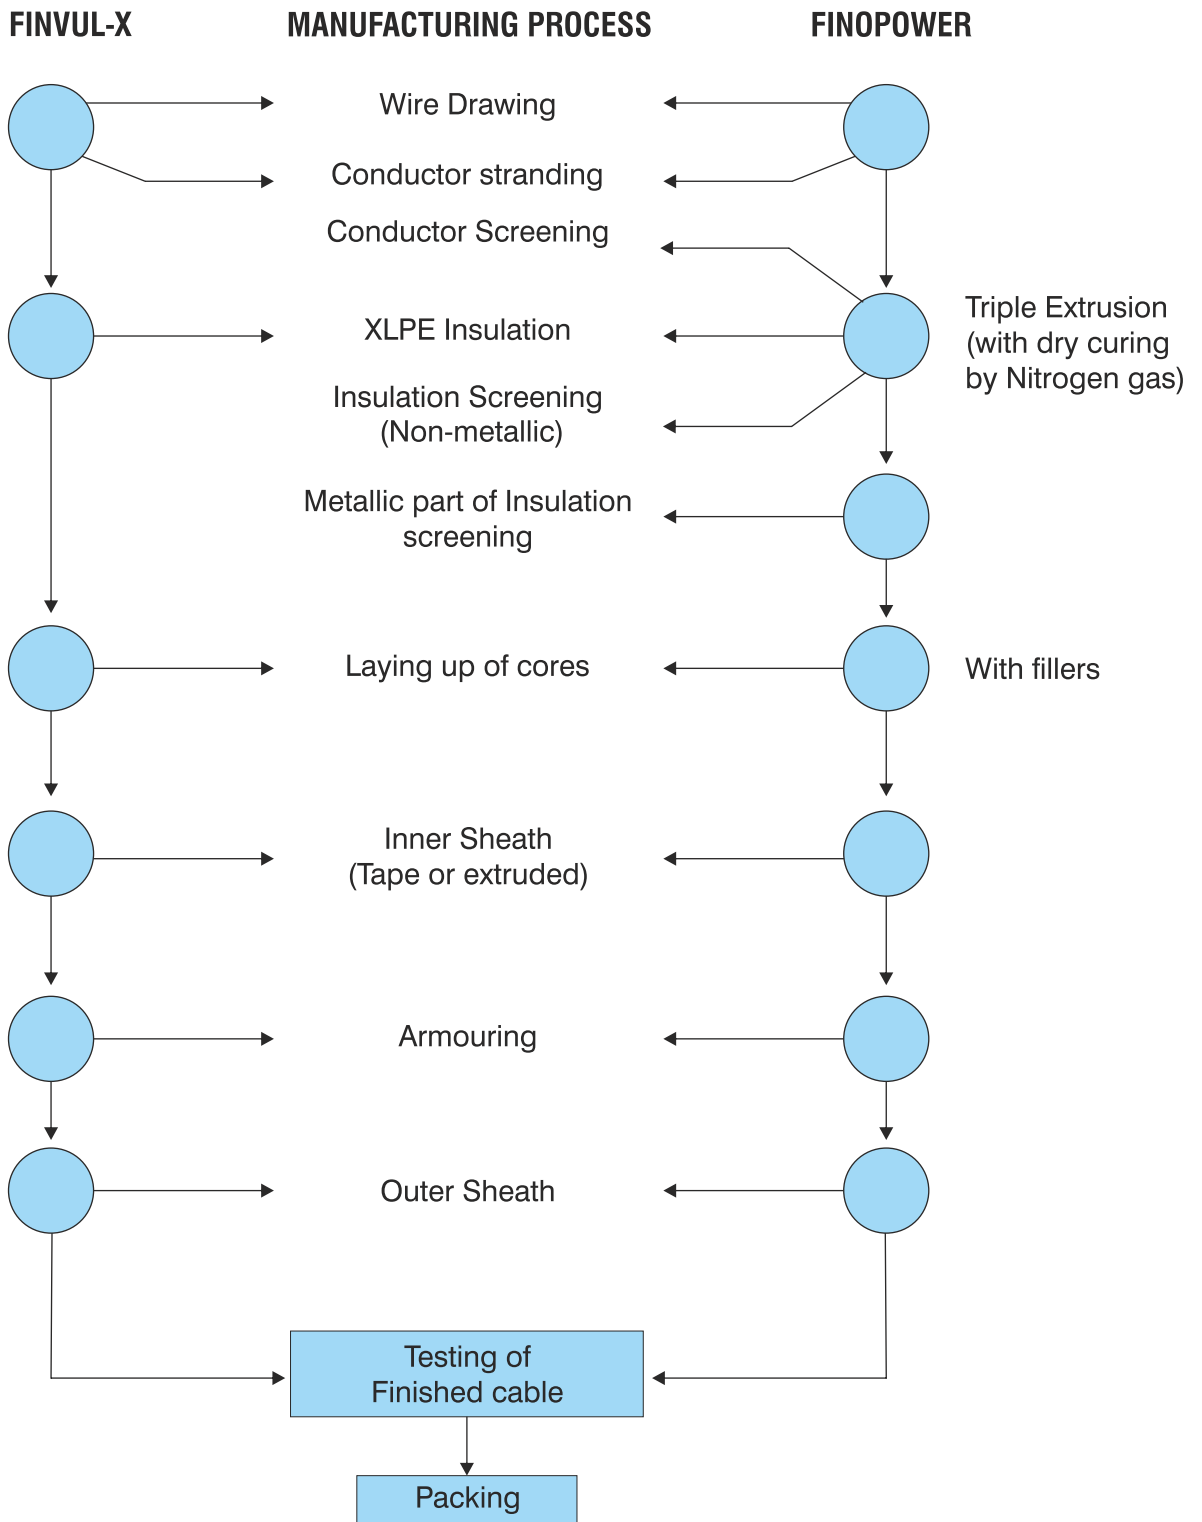 FINVUL-X
MANUFACTURING PROCESS
FINOPOWER
Wire Drawing
Conductor stranding
Conductor Screening
XLPE Insulation
Triple Extrusion
(with dry curing
by Nitrogen gas)
Insulation Screening
(Non-metallic)
Metallic part of Insulation
screening
Laying up of cores
With fillers
Inner Sheath
(Tape or extruded)
Armouring
Outer Sheath
Testing of
Finished cable
Packing